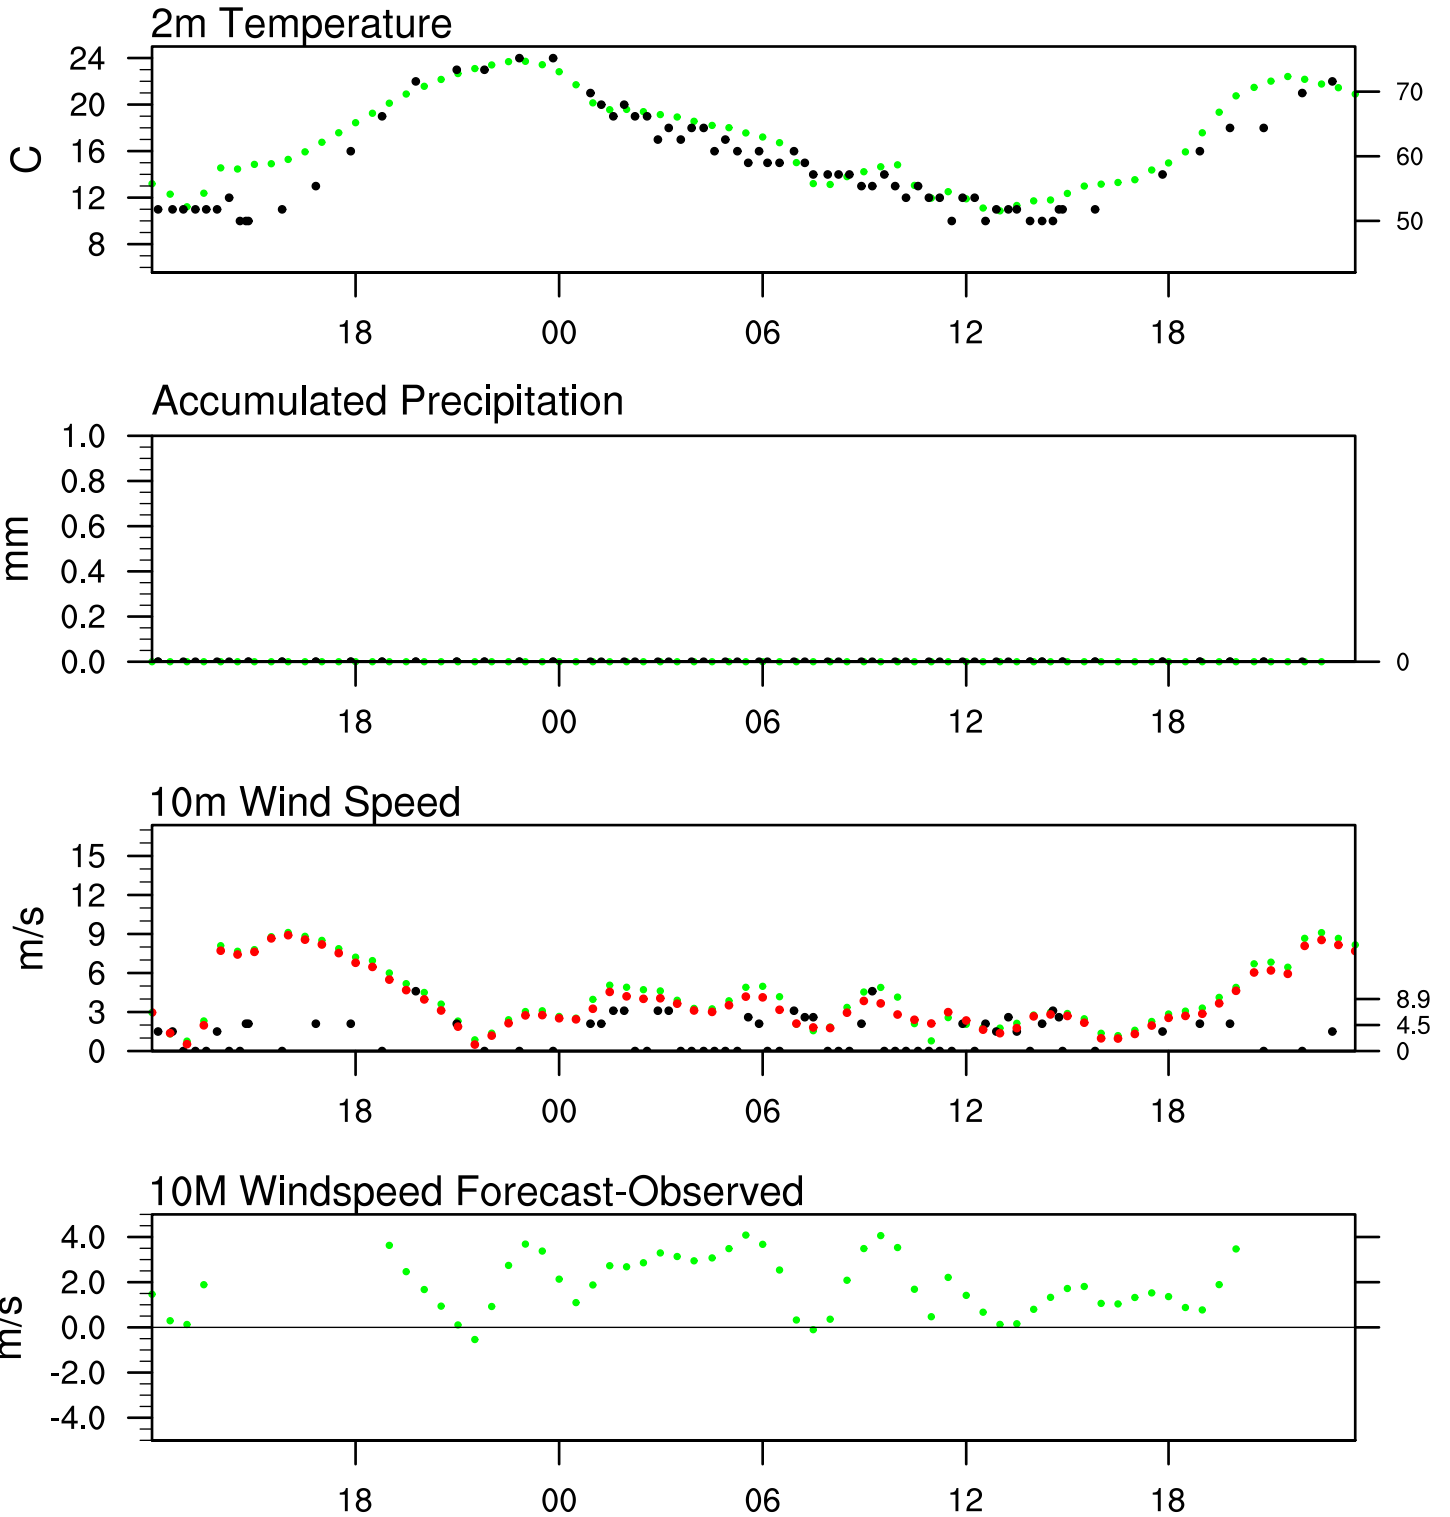 2m Temperature
24
20
16
12
8
C
70
60
50
18 00 06 12 18
Accumulated Precipitation
1.0
0.8
0.6
0.4
0.2
0.0
mm
0
18 00 06 12 18
10m Wind Speed
15
12
9
6
3
0
m/s
8.9
4.5
0
18 00 06 12 18
10M Windspeed Forecast-Observed
4.0
2.0
0.0
-2.0
-4.0
m/s
18 00 06 12 18